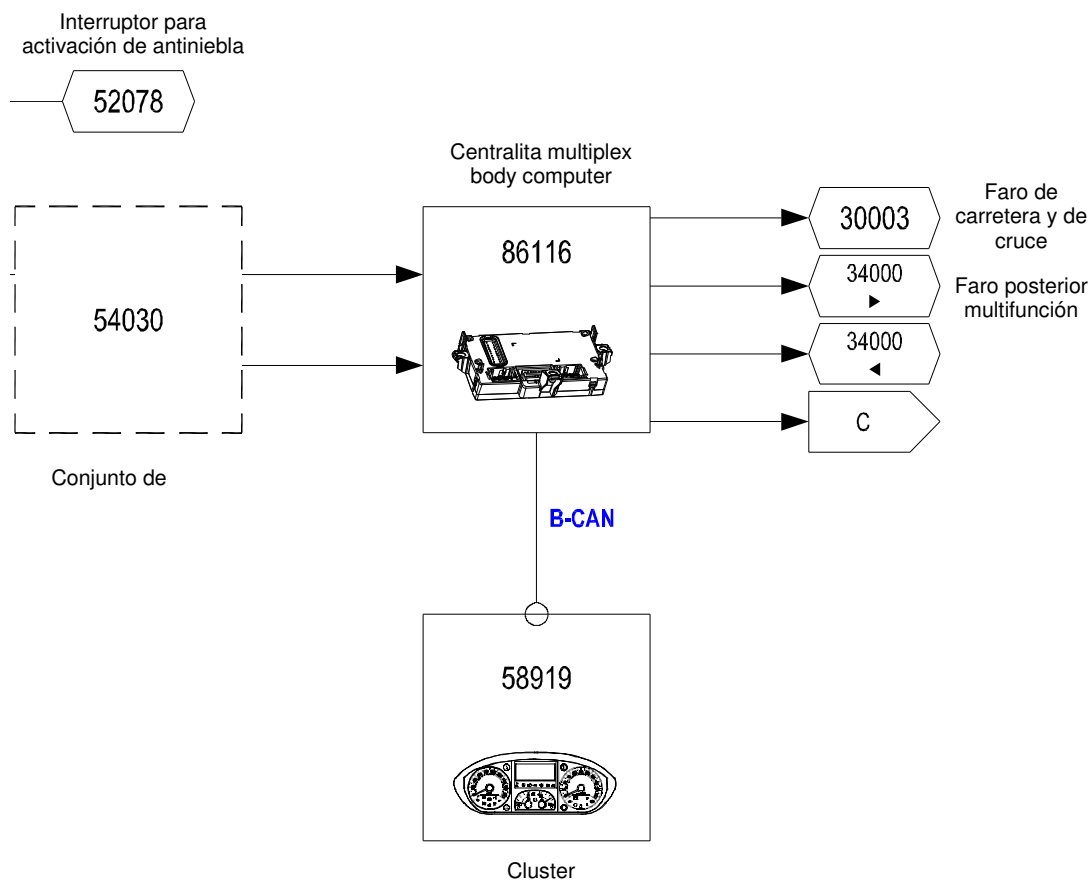 Interruptor para
activación de antiniebla
52078
Centralita multiplex
body computer
54030
86116
30003
Faro de
carretera y de
cruce
34000
34000
Faro posterior
multifunción
C
Conjunto de
B-CAN
58919
Cluster